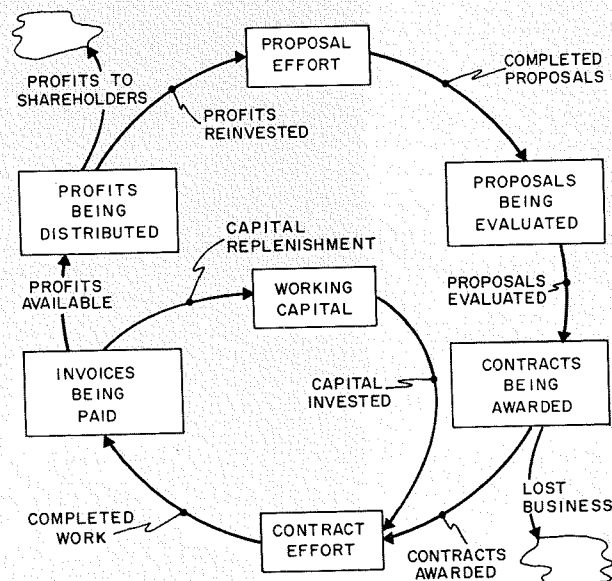 PROPOSAL
EFFORT
COMPLETED
PROPOSALS
PROFITS TO
SHAREHOLDERS
PROFITS
REINVESTED
PROFITS
BEING
DISTRIBUTED
PROPOSALS
BEING
EVALUATED
CAPITAL
REPLENISHMENT
PROFITS
AVAILABLE
WORKING
CAPITAL
PROPOSALS
EVALUATED
INVOICES
BEING
PAID
CAPITAL
INVESTED
CONTRACTS
BEING
AWARDED
LOST
BUSINESS
COMPLETED
WORK
CONTRACT
EFFORT
CONTRACTS
AWARDED